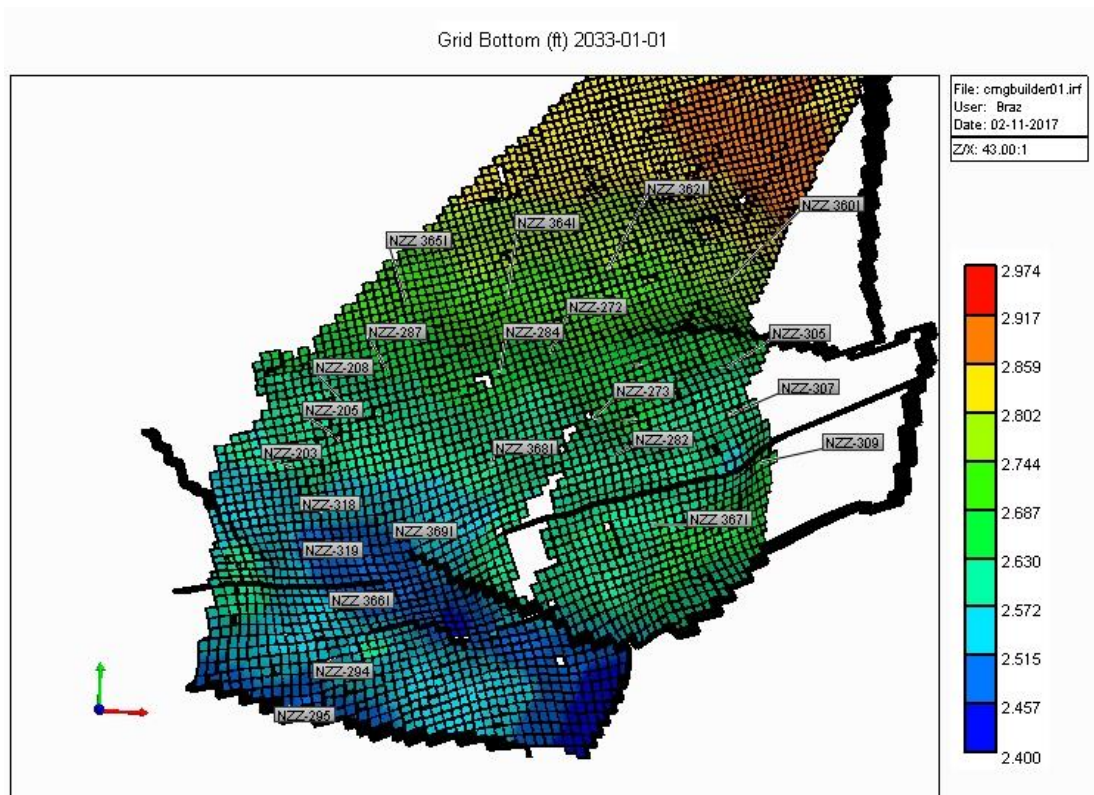 Grid Bottom (ft) 2033-01-01
File: cmgbuilder01.irf
User: Braz
Date: 02-11-2017
Z/X: 43.00:1
NZZ 362I
NZZ 360I
NZZ 364I
NZZ 365I
NZZ-272
NZZ-287
NZZ-284
NZZ-305
NZZ-208
NZZ-307
NZZ-273
NZZ-205
NZZ-282
NZZ-309
NZZ 368I
NZZ-203
NZZ-318
NZZ 367I
NZZ 369I
NZZ-319
NZZ 366I
NZZ-294
NZZ-295
2.974
2.917
2.859
2.802
2.744
2.687
2.630
2.572
2.515
2.457
2.400